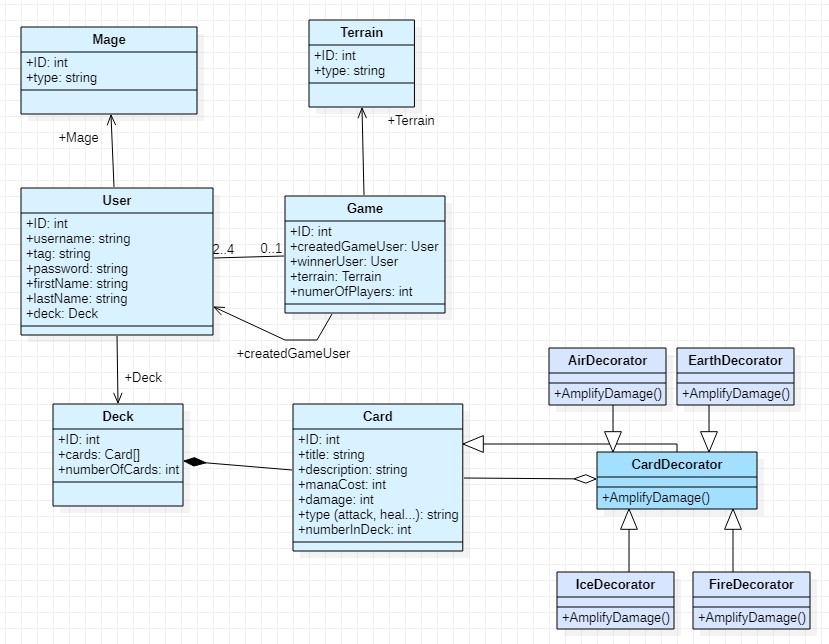 Mage
+ID: int
+type: string
+Mage
Terrain
+ID: int
+type: string
+Terrain
User
+ID: int
+username: string
+tag: string
+password: string
+firstName: string
+lastName: string
+deck: Deck
2..4
0..1
Game
+ID: int
+createdGameUser: User
+winnerUser: User
+terrain: Terrain
+numerOfPlayers: int
+createdGameUser
+Deck
Deck
+ID: int
+cards: Card[]
+numberOfCards: int
Card
+ID: int
+title: string
+description: string
+manaCost: int
+damage: int
+type (attack, heal...): string
+numberInDeck: int
AirDecorator
+AmplifyDamage()
EarthDecorator
+AmplifyDamage()
CardDecorator
+AmplifyDamage()
IceDecorator
+AmplifyDamage()
FireDecorator
+AmplifyDamage()